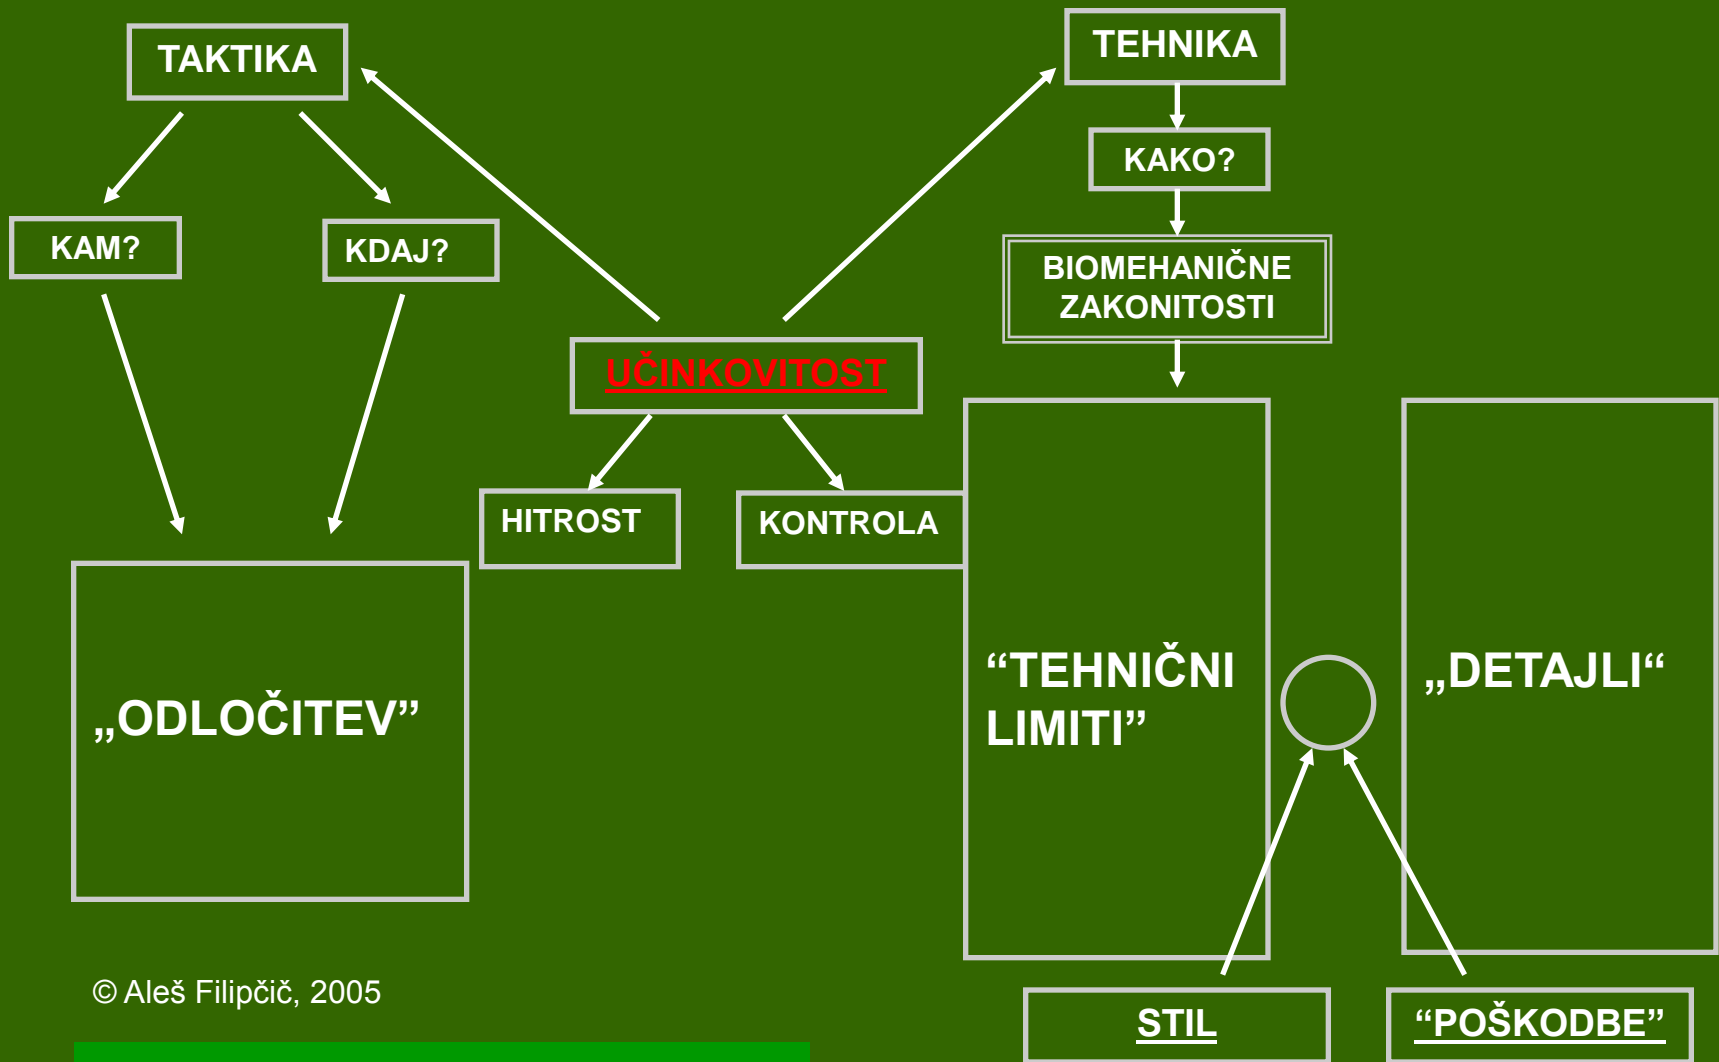 TAKTIKA
TEHNIKA
KAKO?
KAM?
KDAJ?
BIOMEHANIČNE
ZAKONITOSTI
UČINKOVITOST
HITROST
KONTROLA
„ODLOČITEV”
“TEHNIČNI
LIMITI”
„DETAJLI“
© Aleš Filipčič, 2005
STIL
“POŠKODBE”